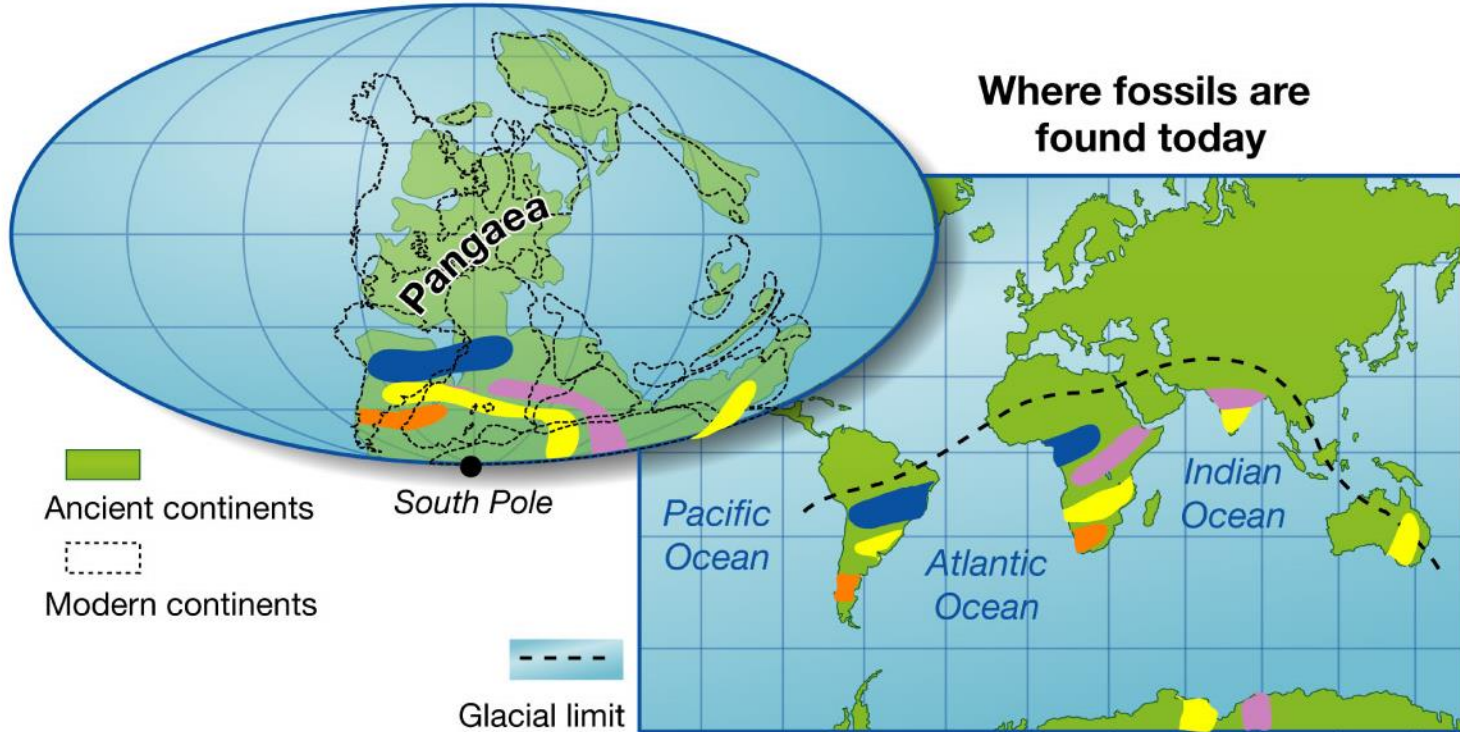 Where fossils are
found today
Pangaea
South Pole
Ancient continents
Modern continents
Glacial limit
Pacific
Ocean
Atlantic
Ocean
Indian
Ocean